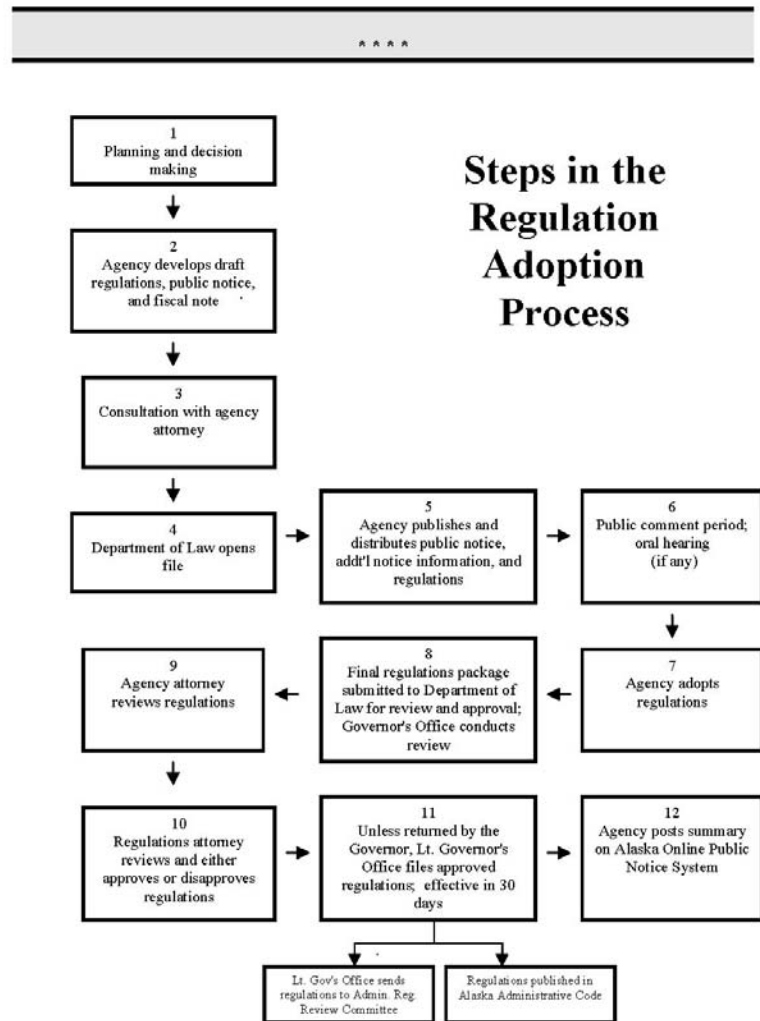 * * * *
Steps in the
Regulation
Adoption
Process
1
Planning and decision
making
2
Agency develops draft
regulations, public notice,
and fiscal note
3
Consultation with agency
attorney
4
Department of Law opens
file
5
Agency publishes and
distributes public notice,
addt'l notice information, and
regulations
6
Public comment period;
oral hearing
(if any)
7
Agency adopts
regulations
8
Final regulations package
submitted to Department of
Law for review and approval;
Governor's Office conducts
review
9
Agency attorney
reviews regulations
10
Regulations attorney
reviews and either
approves or disapproves
regulations
11
Unless returned by the
Governor, Lt. Governor's
Office files approved
regulations; effective in 30
days
12
Agency posts summary
on Alaska Online Public
Notice System
Lt. Gov's Office sends
regulations to Admin. Reg.
Review Committee
Regulations published in
Alaska Administrative Code